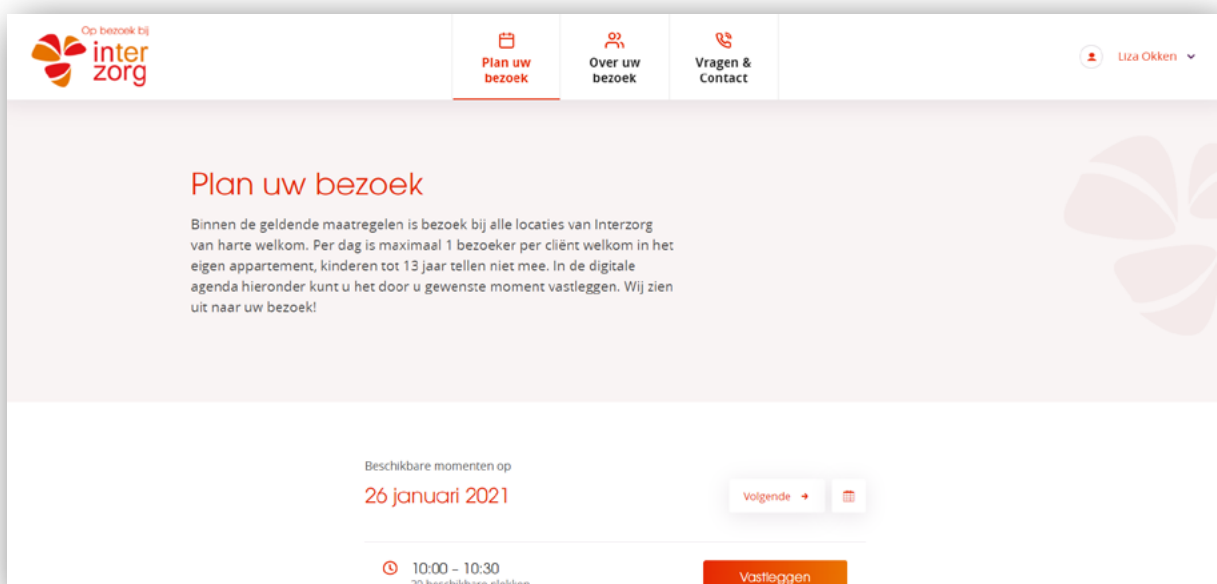 Op bezoek bij
inter
zorg
Plan uw
bezoek
Over uw
bezoek
Vragen &
Contact
Liza Okken
Plan uw bezoek
Binnen de geldende maatregelen is bezoek bij alle locaties van Interzorg
van harte welkom. Per dag is maximaal 1 bezoeker per cliënt welkom in het
eigen appartement, kinderen tot 13 jaar tellen niet mee. In de digitale
agenda hieronder kunt u het door u gewenste moment vastleggen. Wij zien
uit naar uw bezoek!
Beschikbare momenten op
26 januari 2021
Volgende
10:00 – 10:30
Vastleggen
beschikbare plekken